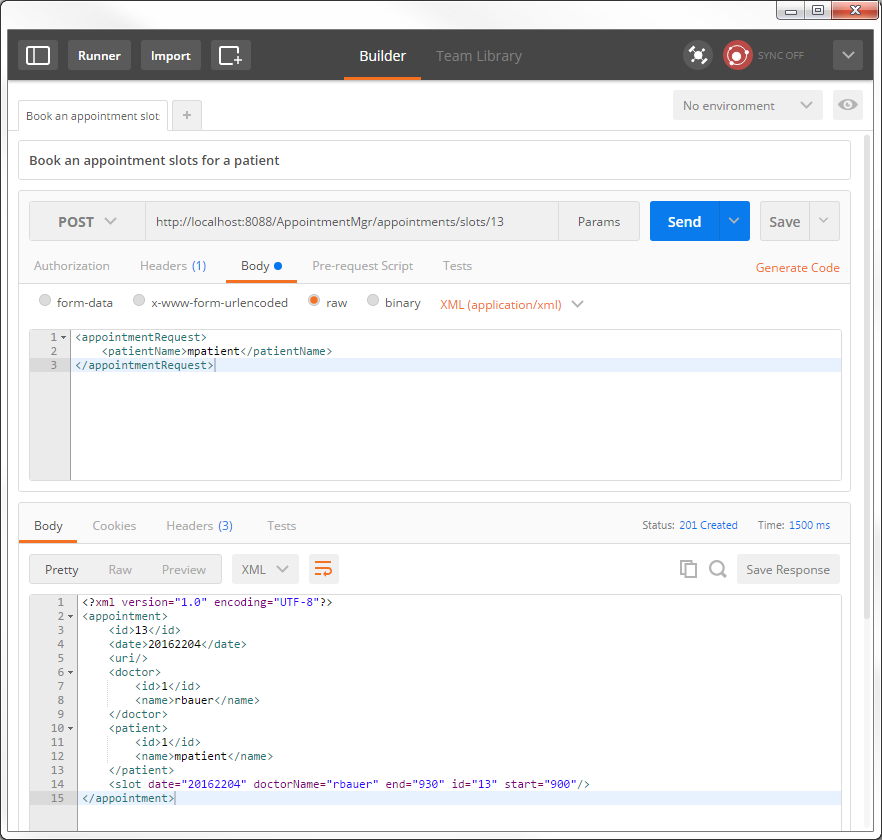 Runner Import Builder Team Library SYNC OFF
Book an appointment slot + No environment
Book an appointment slots for a patient
POST http://localhost:8088/AppointmentMgr/appointments/slots/13 Params Send Save
Authorization Headers (1) Body Pre-request Script Tests Generate Code
form-data x-www-form-urlencoded raw binary XML (application/xml)
1 <appointmentRequest>
2 <patientName>mpatient</patientName>
3 </appointmentRequest>
Body Cookies Headers (3) Tests Status: 201 Created Time: 1500 ms
Pretty Raw Preview XML Save Response
1 <?xml version="1.0" encoding="UTF-8"?>
2 <appointment>
3 <id>13</id>
4 <date>20162204</date>
5 <uri/>
6 <doctor>
7 <id>1</id>
8 <name>rbauer</name>
9 </doctor>
10 <patient>
11 <id>1</id>
12 <name>mpatient</name>
13 </patient>
14 <slot date="20162204" doctorName="rbauer" end="930" id="13" start="900"/>
15 </appointment>